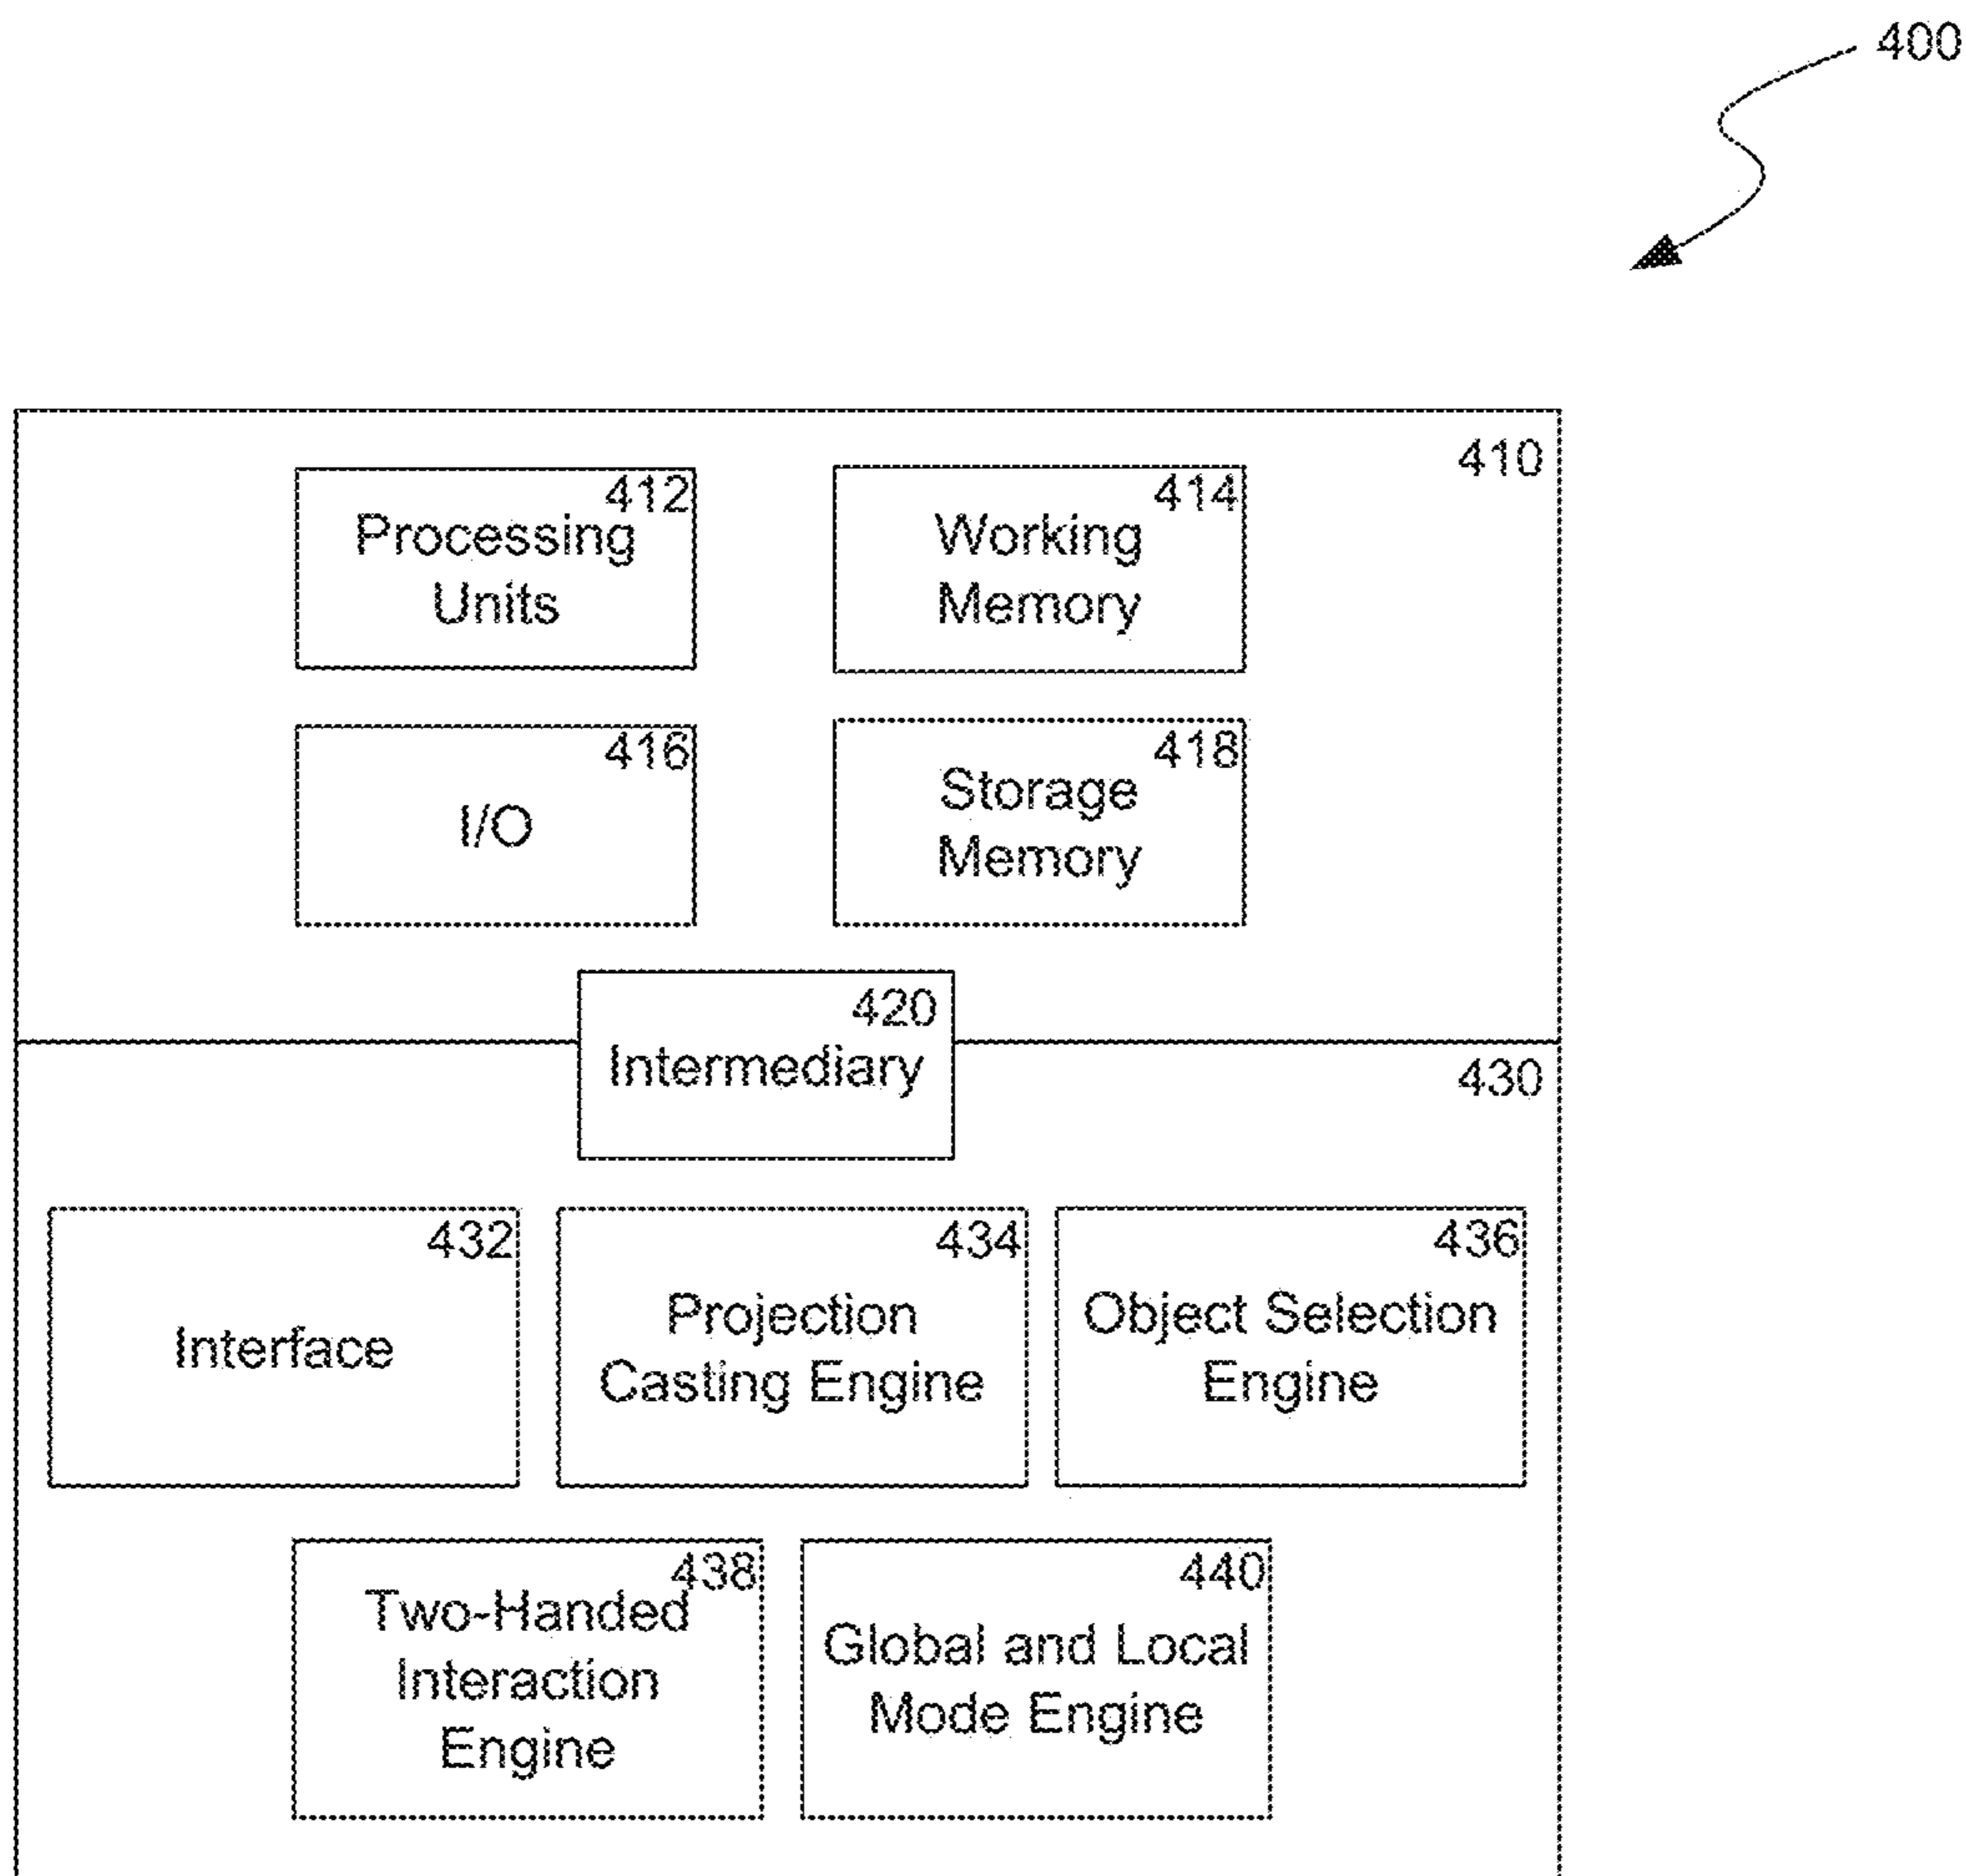 400
410
412
Processing
Units
414
Working
Memory
416
I/O
418
Storage
Memory
420
Intermediary
430
432
Interface
434
Projection
Casting Engine
436
Object Selection
Engine
438
Two-Handed
Interaction
Engine
440
Global and Local
Mode Engine